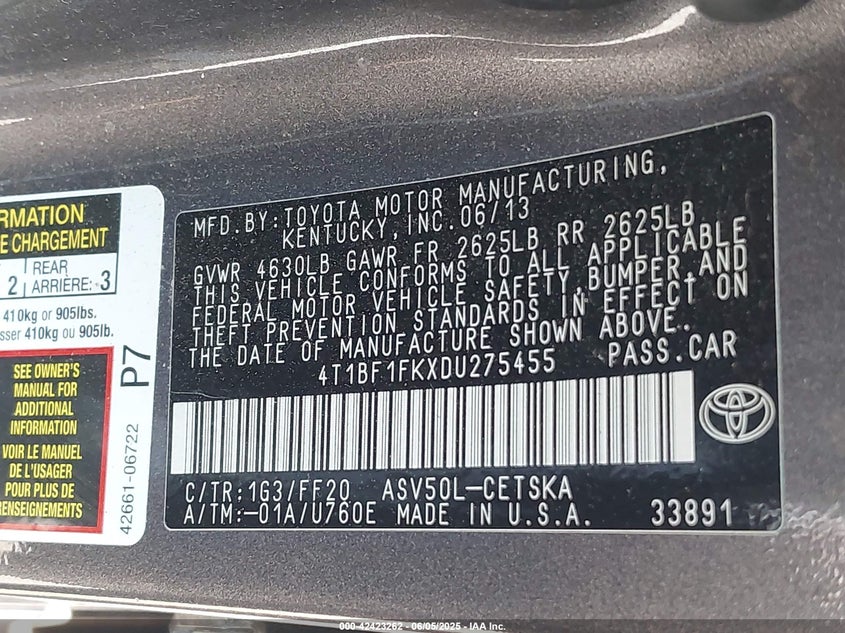 RMATION
E CHARGEMENT
2 REAR ARRIÈRE: 3
410kg or 905lbs.
sser 410kg ou 905lb.
SEE OWNER'S
MANUAL FOR
ADDITIONAL
INFORMATION
VOIR LE MANUEL
DE L'USAGER
POUR PLUS DE
RENSEIGNEMENTS
P7
42661-06722
MFD.BY:TOYOTA MOTOR MANUFACTURING,
KENTUCKY,INC.06/13
GVWR 4630LB GAWR FR 2625LB RR 2625LB
THIS VEHICLE CONFORMS TO ALL APPLICABLE
FEDERAL MOTOR VEHICLE SAFETY,BUMPER,AND
THEFT PREVENTION STANDARDS IN EFFECT ON
THE DATE OF MANUFACTURE SHOWN ABOVE.
4T1BF1FKXDU275455 PASS.CAR
C/TR:1G3/FF20 ASV50L-CETSKA
A/TM:-01A/U760E MADE IN U.S.A. 33891
000-42423262 - 06/05/2025 - IAA Inc.